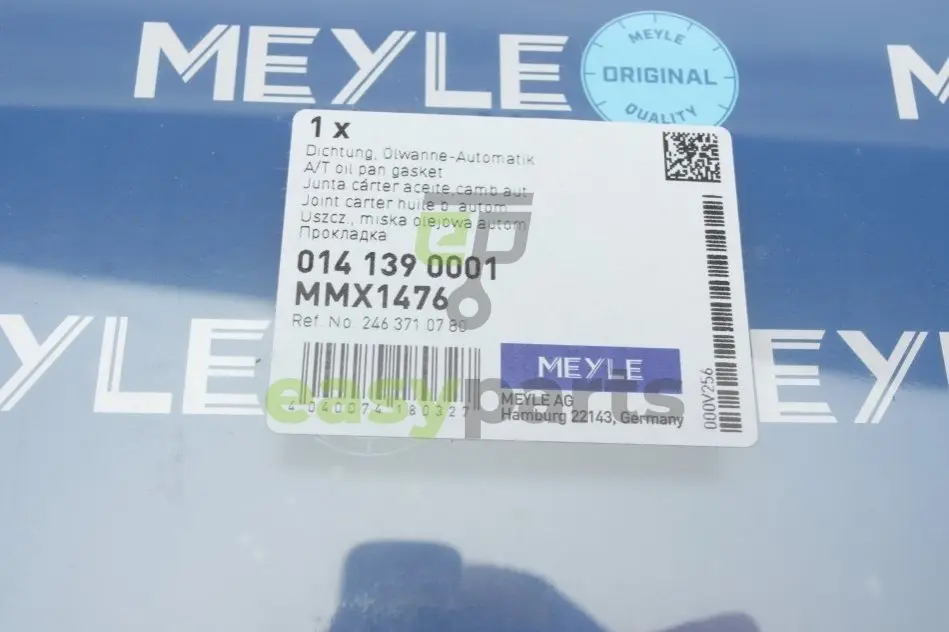 MEYLE
MEYLE
ORIGINAL
QUALITY
1 x
Dichtung, Ölwanne-Automatik
A/T oil pan gasket
Junta cárter aceite,camb.aut
Joint carter huile b. autom
Uszcz., miska olejowa autom
Прокладка
014 139 0001
MMX1476
Ref. No. 246 371 07 80
4 040074 180327
MEYLE
MEYLE AG
Hamburg 22143, Germany
000V256
easyparts